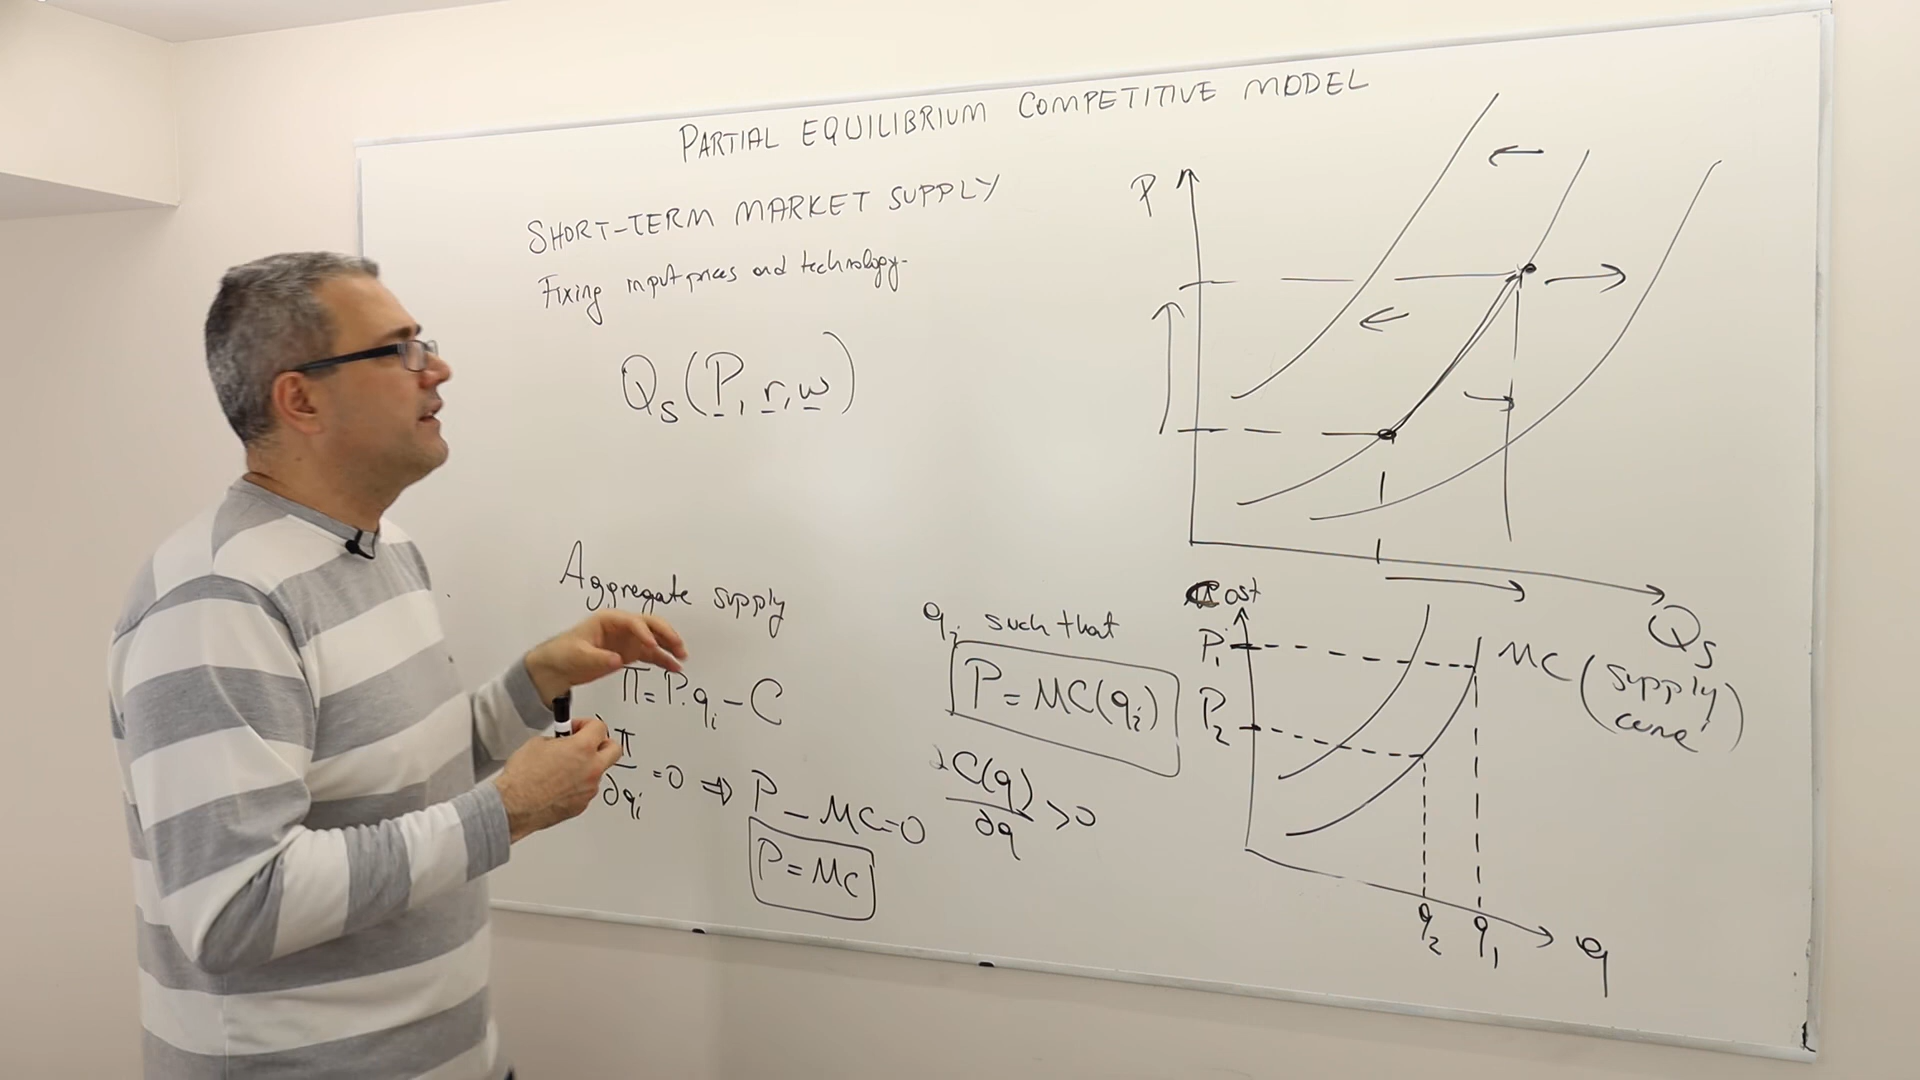 PARTIAL EQUILIBRIUM COMPETITIVE MODEL
SHORT-TERM MARKET SUPPLY
Fixing input prices and technology.
Qs(P, r, w)
Aggregate supply
π = P.qi - C
∂π/∂qi = 0 ⇒ P - MC = 0
P = MC
qi such that
P = MC(qi)
∂C(q)/∂q > 0
P
Qs
Cost
P1
P2
MC (supply curve)
q2 q1 q